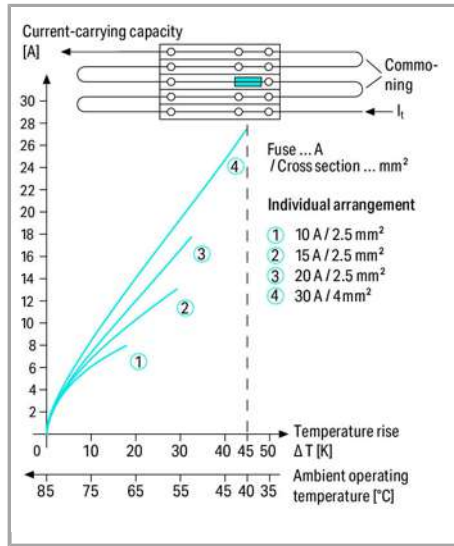 Current-carrying capacity
[A]
Commo-
ning
It
30
28
26
24
22
20
18
16
14
12
10
8
6
4
2
Fuse ... A
/ Cross section ... mm²
Individual arrangement
1 10 A / 2.5 mm²
2 15 A / 2.5 mm²
3 20 A / 2.5 mm²
4 30 A / 4 mm²
4
3
2
1
0 10 20 30 40 45 50
Temperature rise
Δ T [K]
85 75 65 55 45 40 35
Ambient operating
temperature [°C]